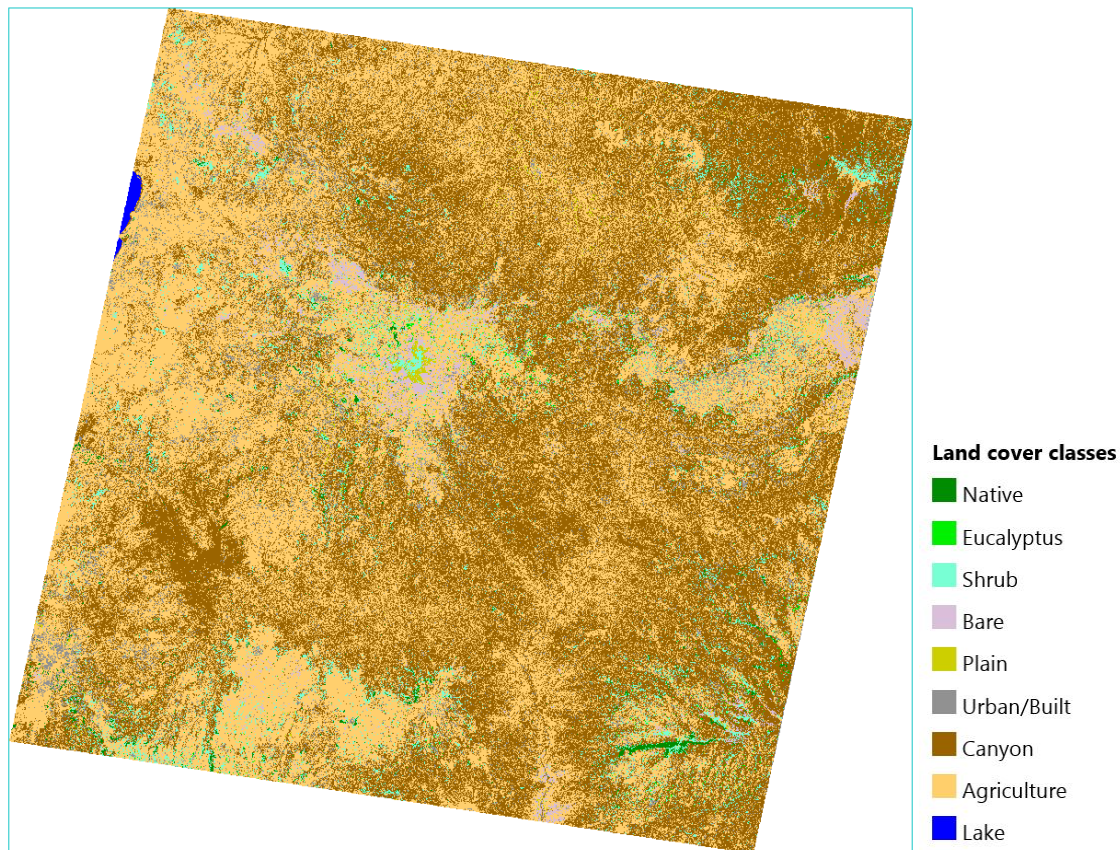 Land cover classes
Native
Eucalyptus
Shrub
Bare
Plain
Urban/Built
Canyon
Agriculture
Lake